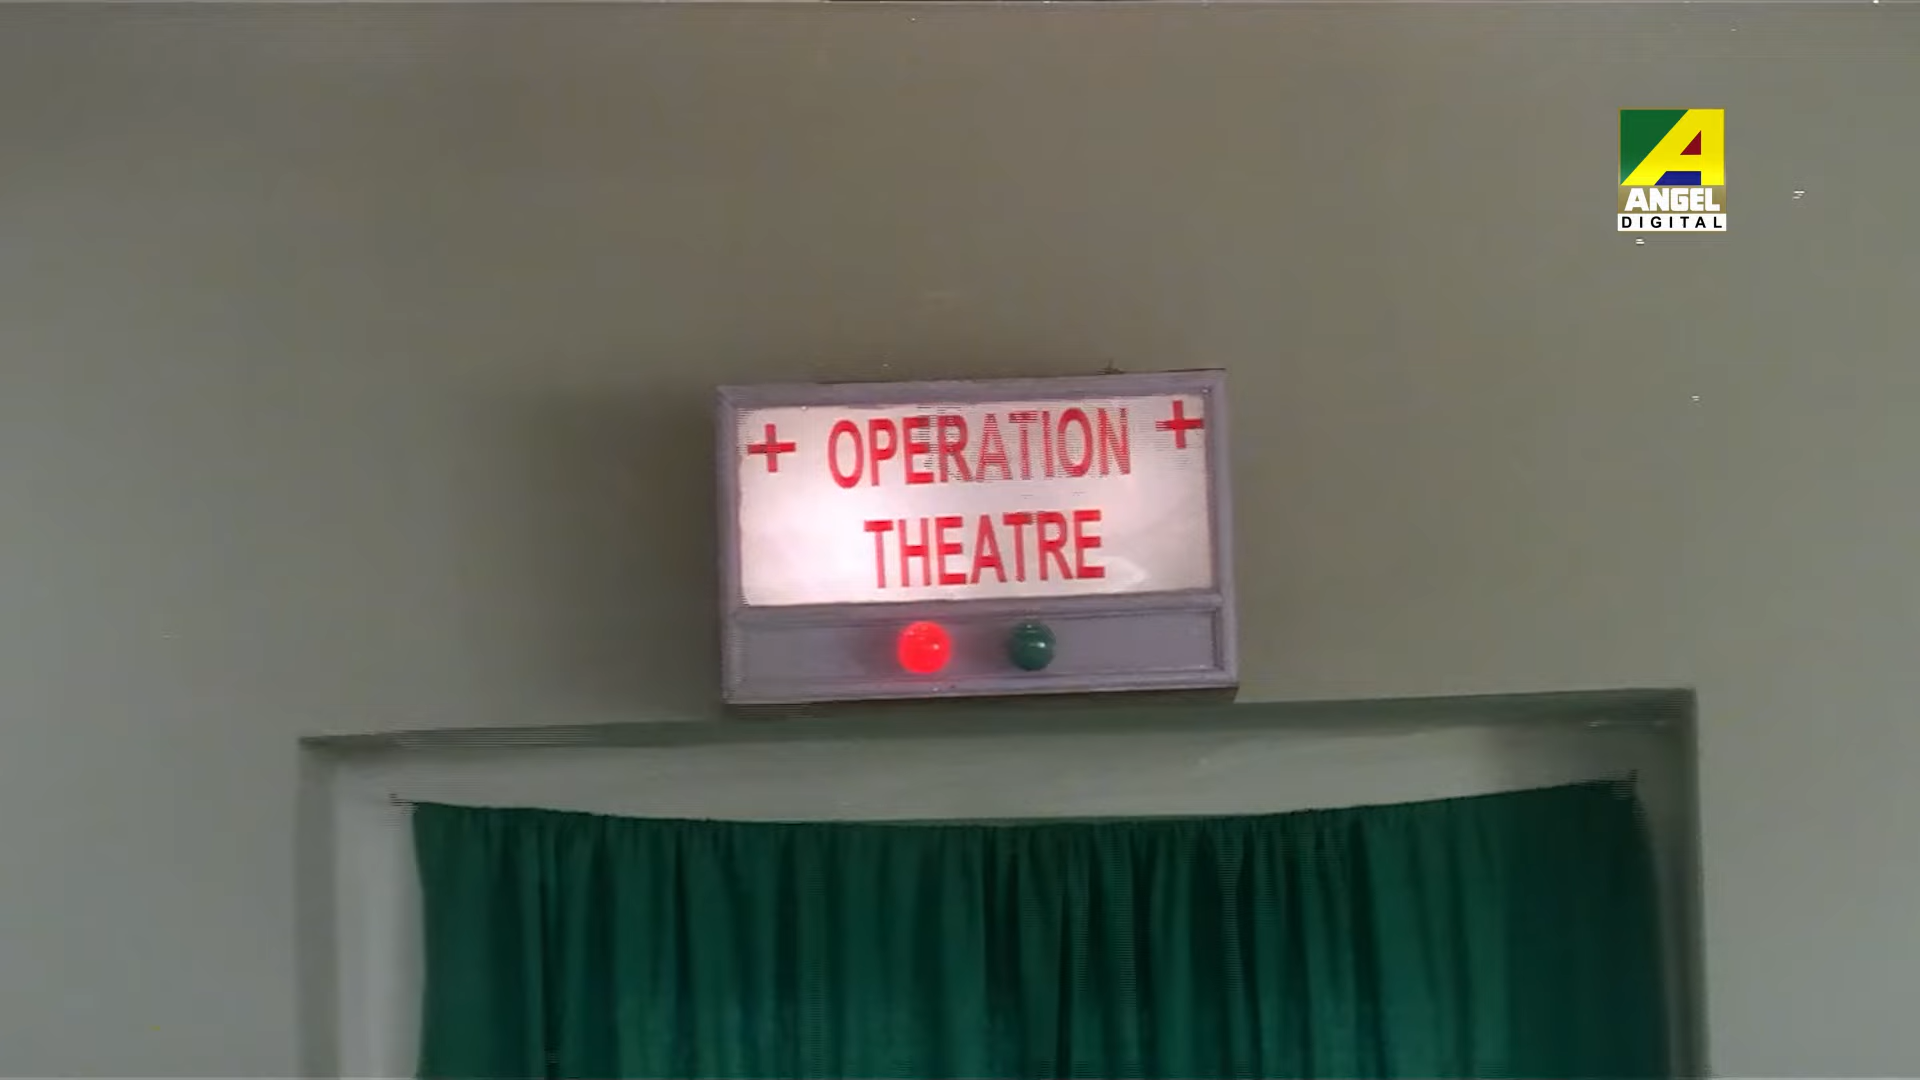 ANGEL
DIGITAL
+ OPERATION +
THEATRE